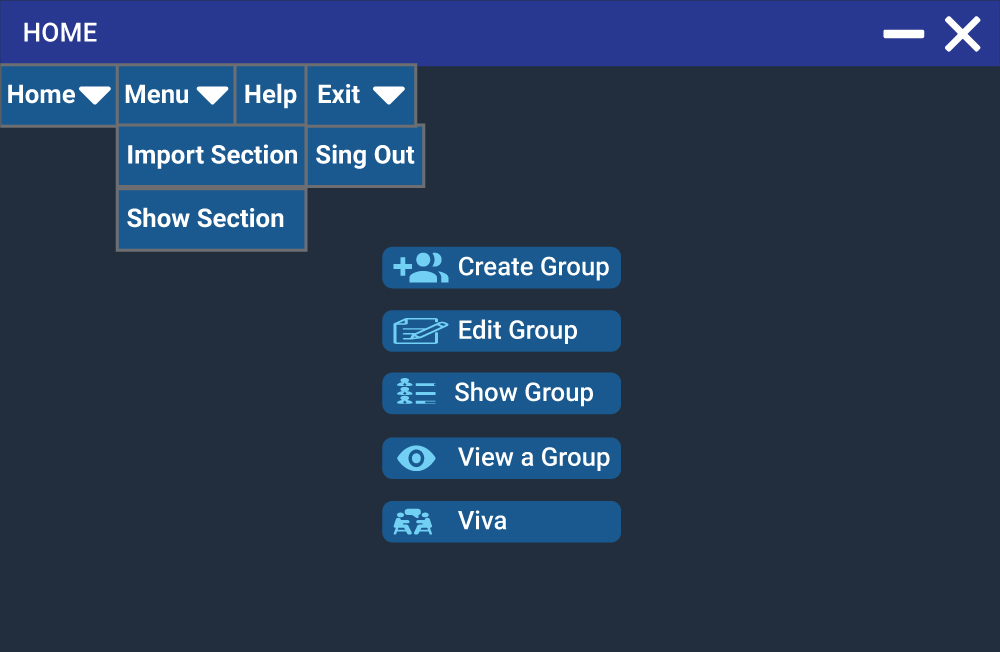 HOME
Home Menu Help Exit
Import Section Sing Out
Show Section
Create Group
Edit Group
Show Group
View a Group
Viva